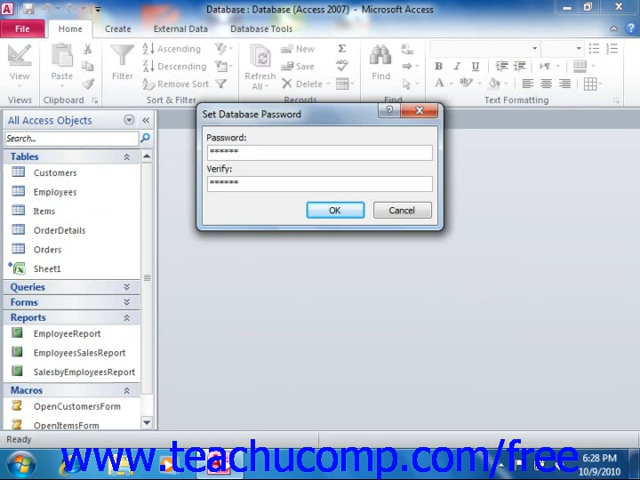 Database : Database (Access 2007) - Microsoft Access
File Home Create External Data Database Tools
View Paste Filter Ascending Descending Remove Sort Refresh All New Save Delete Find
Views Clipboard Sort & Filter Records Find Text Formatting
All Access Objects
Search...
Tables
Customers
Employees
Items
OrderDetails
Orders
Sheet1
Queries
Forms
Reports
EmployeeReport
EmployeesSalesReport
SalesbyEmployeesReport
Macros
OpenCustomersForm
OpenItemsForm
Set Database Password
Password:
******
Verify:
******
OK Cancel
Ready
www.teachucomp.com/free
6:28 PM
10/9/2010